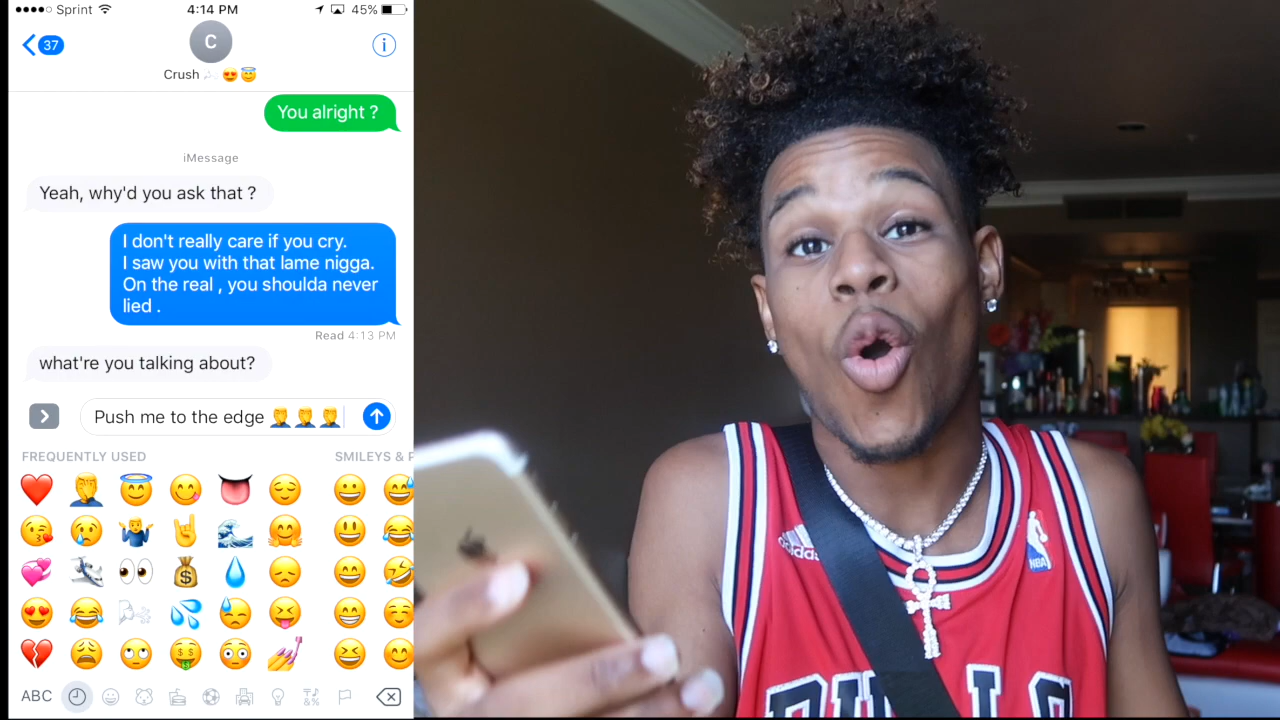 Sprint
4:14 PM
45%
37
C
i
Crush
You alright ?
iMessage
Yeah, why'd you ask that ?
I don't really care if you cry.
I saw you with that lame nigga.
On the real , you shoulda never
lied .
Read 4:13 PM
what're you talking about?
Push me to the edge 🤦‍♂️🤦‍♂️🤦‍♂️
FREQUENTLY USED
SMILEYS & P
ABC
adidas
NBA
BULLS